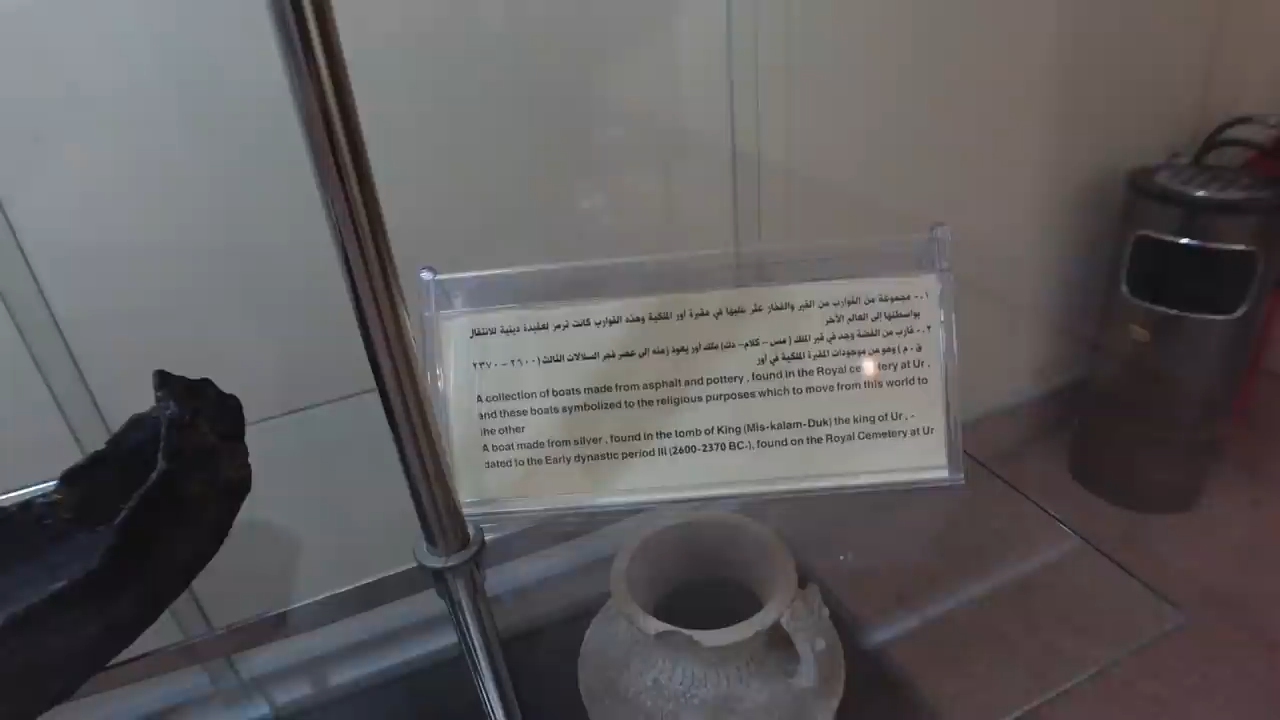 ١.- مجموعة من القوارب من القير والفخار عثر عليها في مقبرة أور الملكية وهذه القوارب كانت ترمز لعقيدة دينية للانتقال
بواسطتها إلى العالم الآخر
٢.- قارب من الفضة وجد في قبر الملك (مس-كلام-دك) ملك أور يعود زمنه إلى عصر فجر السلالات الثالث (٢٦٠٠-٢٣٧٠
ق.م) وهو من موجودات المقبرة الملكية في أور
A collection of boats made from asphalt and pottery , found in the Royal cemetery at Ur .
and these boats symbolized to the religious purposes which to move from this world to
the other
A boat made from silver , found in the tomb of King (Mis-kalam-Duk) the king of Ur . -
dated to the Early dynastic period III (2600-2370 BC.), found on the Royal Cemetery at Ur